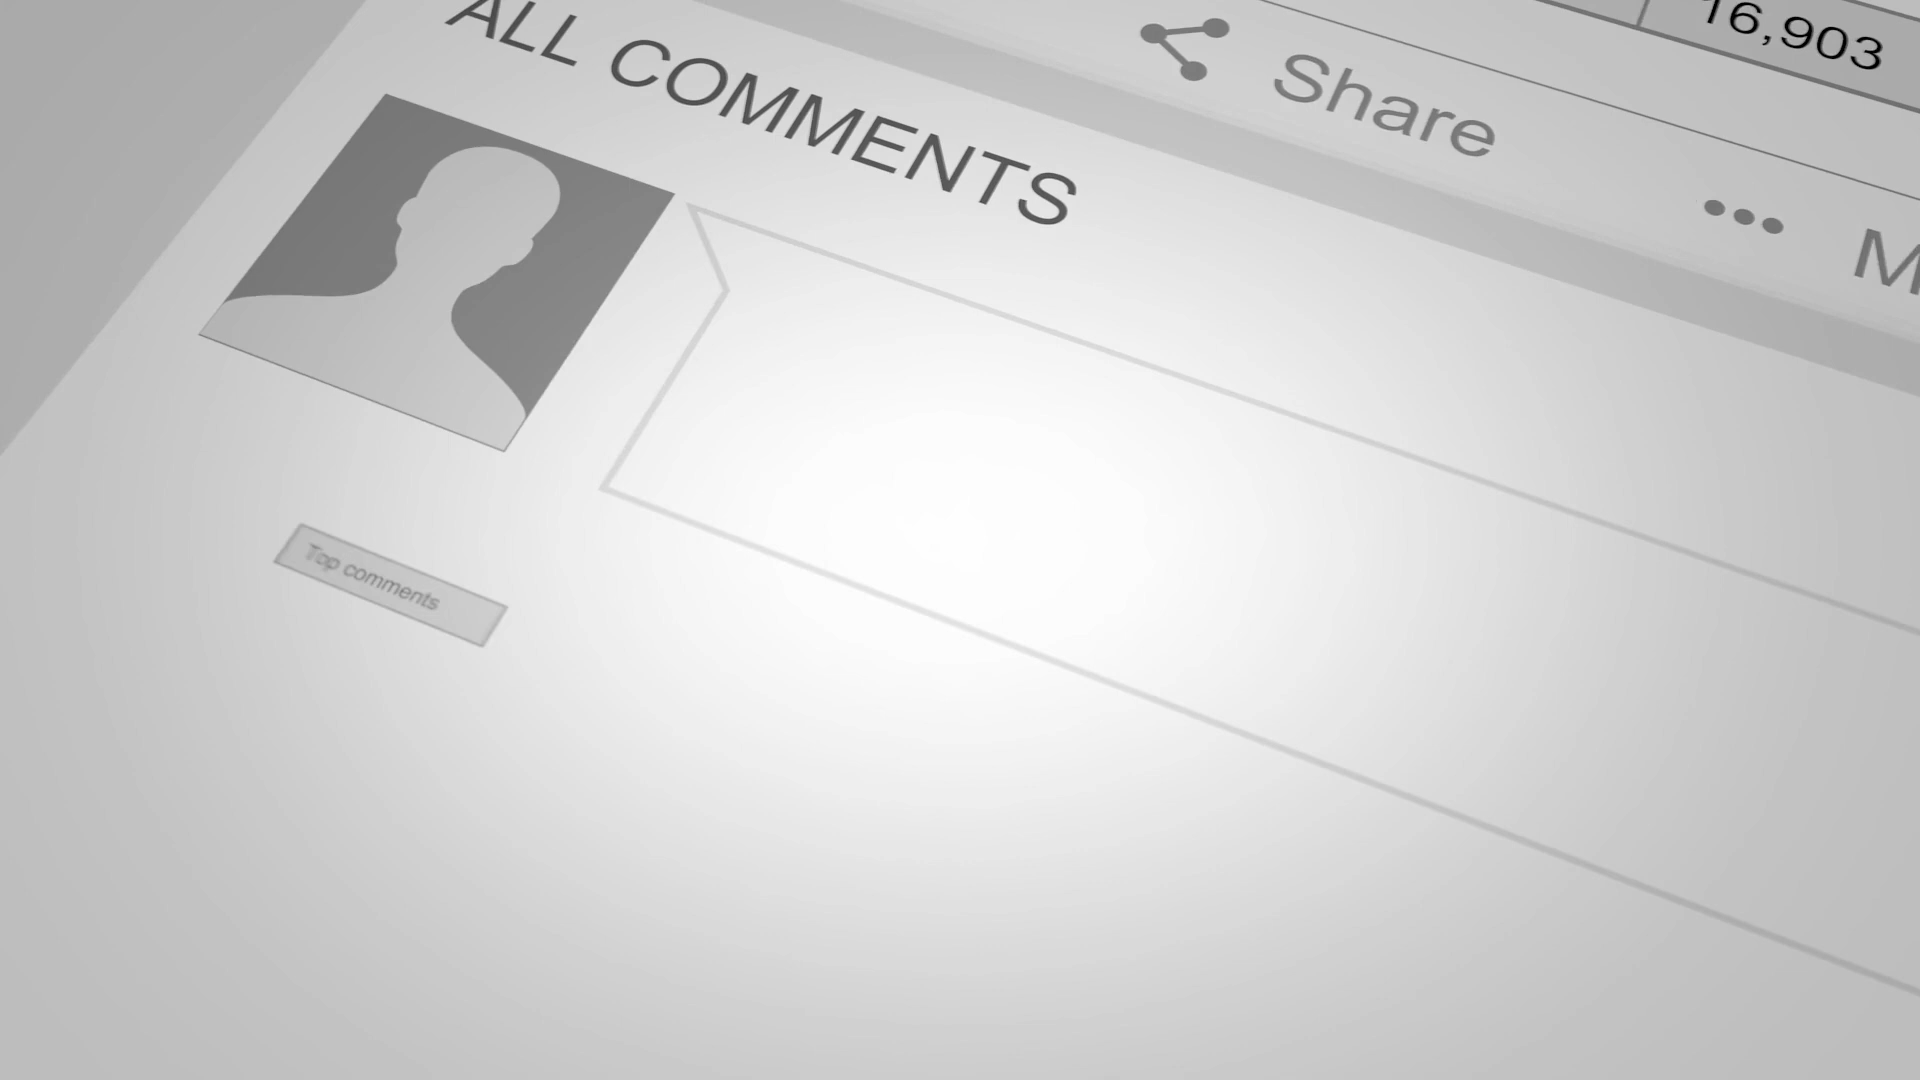 16,903
Share
••• M
ALL COMMENTS
Top comments